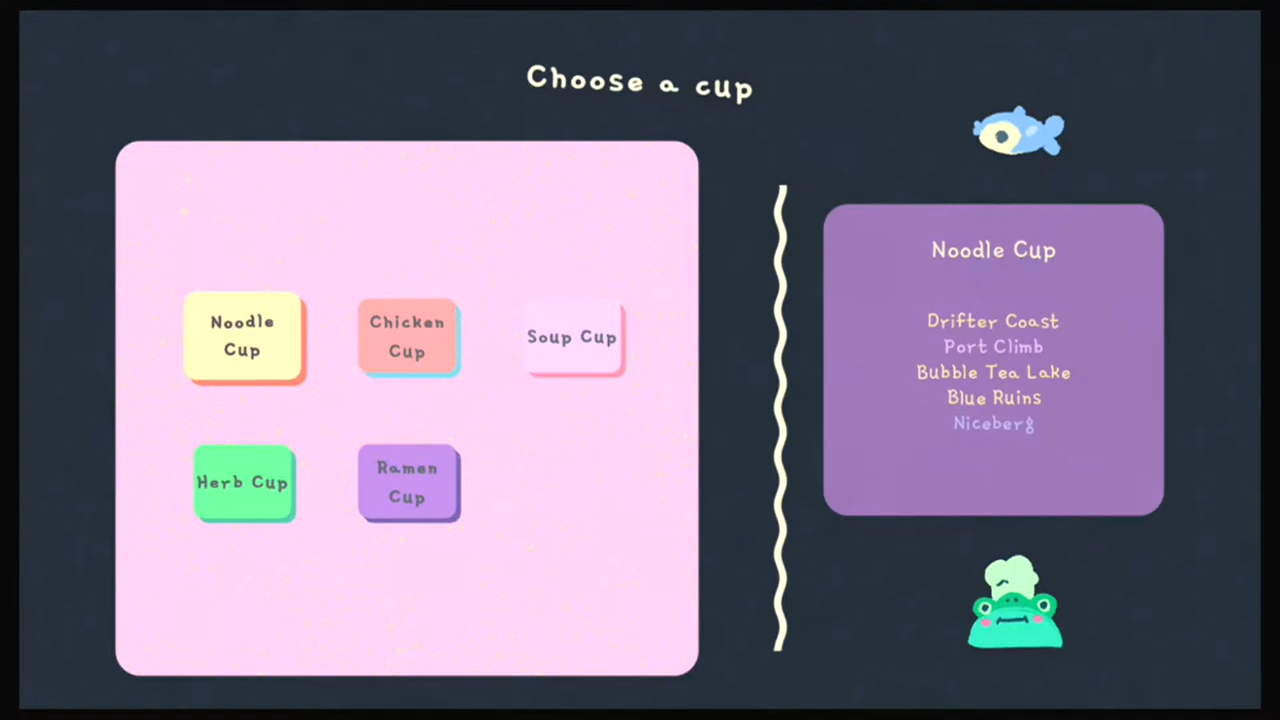 Choose a cup
Noodle
Cup
Chicken
Cup
Soup Cup
Herb Cup
Ramen
Cup
Noodle Cup
Drifter Coast
Port Climb
Bubble Tea Lake
Blue Ruins
Niceberg